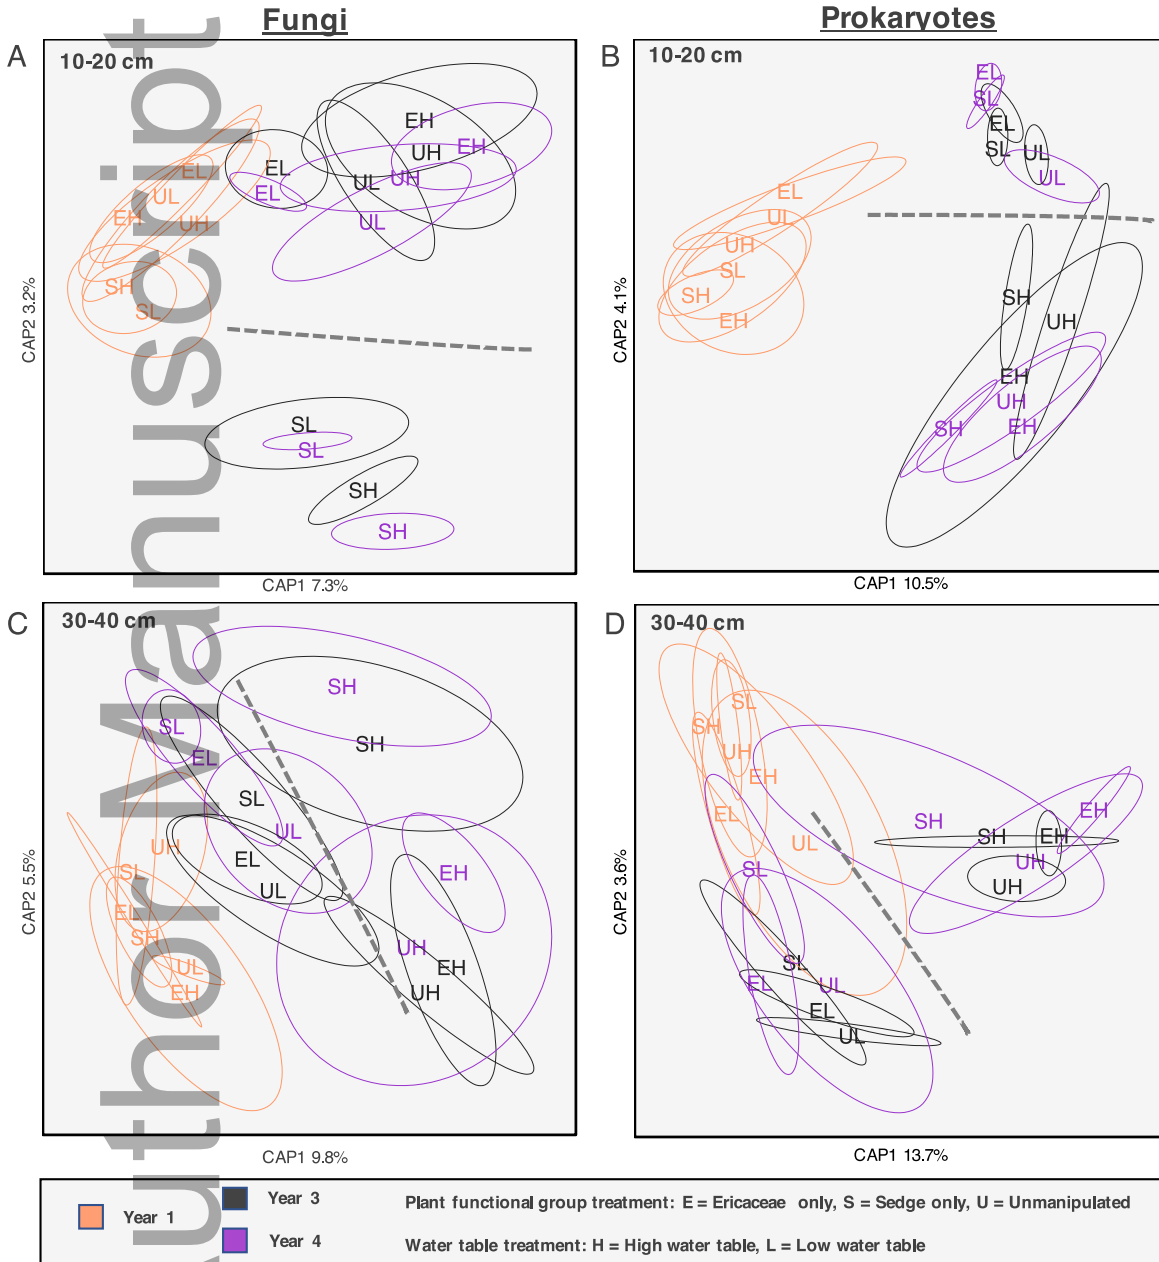 Fungi
Prokaryotes
A
10-20 cm
EL
UL
EH
UH
SH
SL
EL
EL
EH
UH
EH
UL
UH
UL
SL
SL
SH
SH
CAP2 3.2%
CAP1 7.3%
B
10-20 cm
EL
SL
EL
SL
UL
UL
EL
UL
UH
SL
SH
EH
SH
UH
EH
UH
SH
EH
CAP2 4.1%
CAP1 10.5%
C
30-40 cm
SH
SL
SH
EL
SL
UL
UH
EL
SL
UL
EH
EL
SH
UH
UL
EH
EH
UH
CAP2 5.5%
CAP1 9.8%
D
30-40 cm
SL
SH
UH
EH
EL
UL
SH
EH
SH
EH
UH
UH
SL
SL
EL
UL
EL
UL
CAP2 3.6%
CAP1 13.7%
Year 1
Year 3
Year 4
Plant functional group treatment: E = Ericaceae only, S = Sedge only, U = Unmanipulated
Water table treatment: H = High water table, L = Low water table
uthor Manuscript